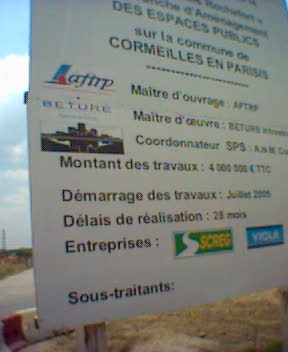 DES ESPACES PUBLICS
sur la commune de
CORMEILLES EN PARISIS
aftrp
Maître d'ouvrage : AFTRP
BETURE
Maître d'œuvre : BETURE
Coordonnateur SPS : A.N.M.
Montant des travaux : 4 000 000 € TTC
Démarrage des travaux : Juillet 2005
Délais de réalisation : 28 mois
Entreprises : SCREG VIOLA
Sous-traitants: